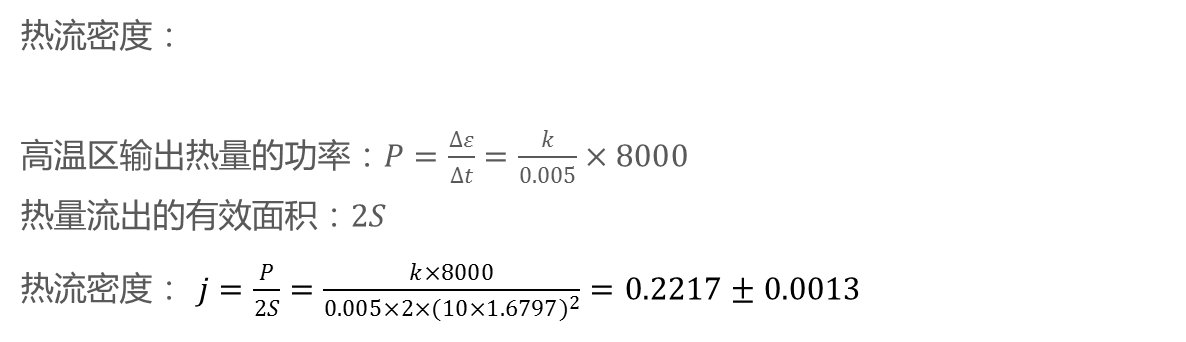 热流密度：
高温区输出热量的功率：P = Δε/Δt = k/0.005 × 8000
热量流出的有效面积：2S
热流密度： j = P/2S = k×8000/0.005×2×(10×1.6797)² = 0.2217 ± 0.0013